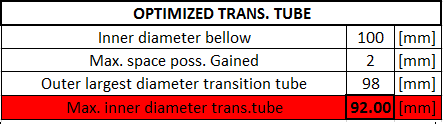 OPTIMIZED TRANS. TUBE
Inner diameter bellow 100 [mm]
Max. space poss. Gained 2 [mm]
Outer largest diameter transition tube 98 [mm]
Max. inner diameter trans.tube 92.00 [mm]